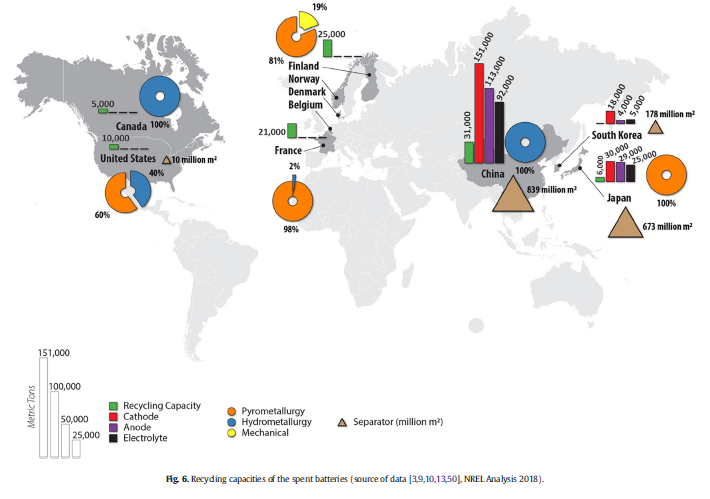 19%
25,000
81%
Finland
Norway
Denmark
Belgium
21,000
France
2%
98%
5,000
Canada
100%
10,000
United States
10 million m²
40%
60%
151,000
113,000
92,000
31,000
China
100%
839 million m²
18,000
4,000
5,000
178 million m²
South Korea
6,000
30,000
29,000
25,000
Japan
100%
673 million m²
151,000
100,000
50,000
25,000
Metric Tons
Recycling Capacity
Cathode
Anode
Electrolyte
Pyrometallurgy
Hydrometallurgy
Mechanical
Separator (million m²)
Fig. 6. Recycling capacities of the spent batteries (source of data [3,9,10,13,50], NREL Analysis 2018).